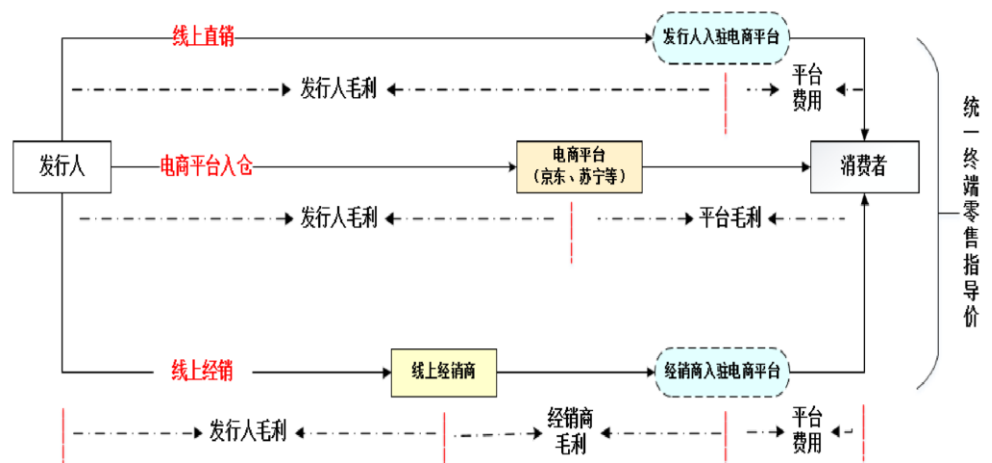 线上直销
发行人入驻电商平台
发行人毛利
平台
费用
发行人
电商平台入仓
电商平台
（京东、苏宁等）
消费者
发行人毛利
平台毛利
统一终端零售指导价
线上经销
线上经销商
经销商入驻电商平台
发行人毛利
经销商
毛利
平台
费用